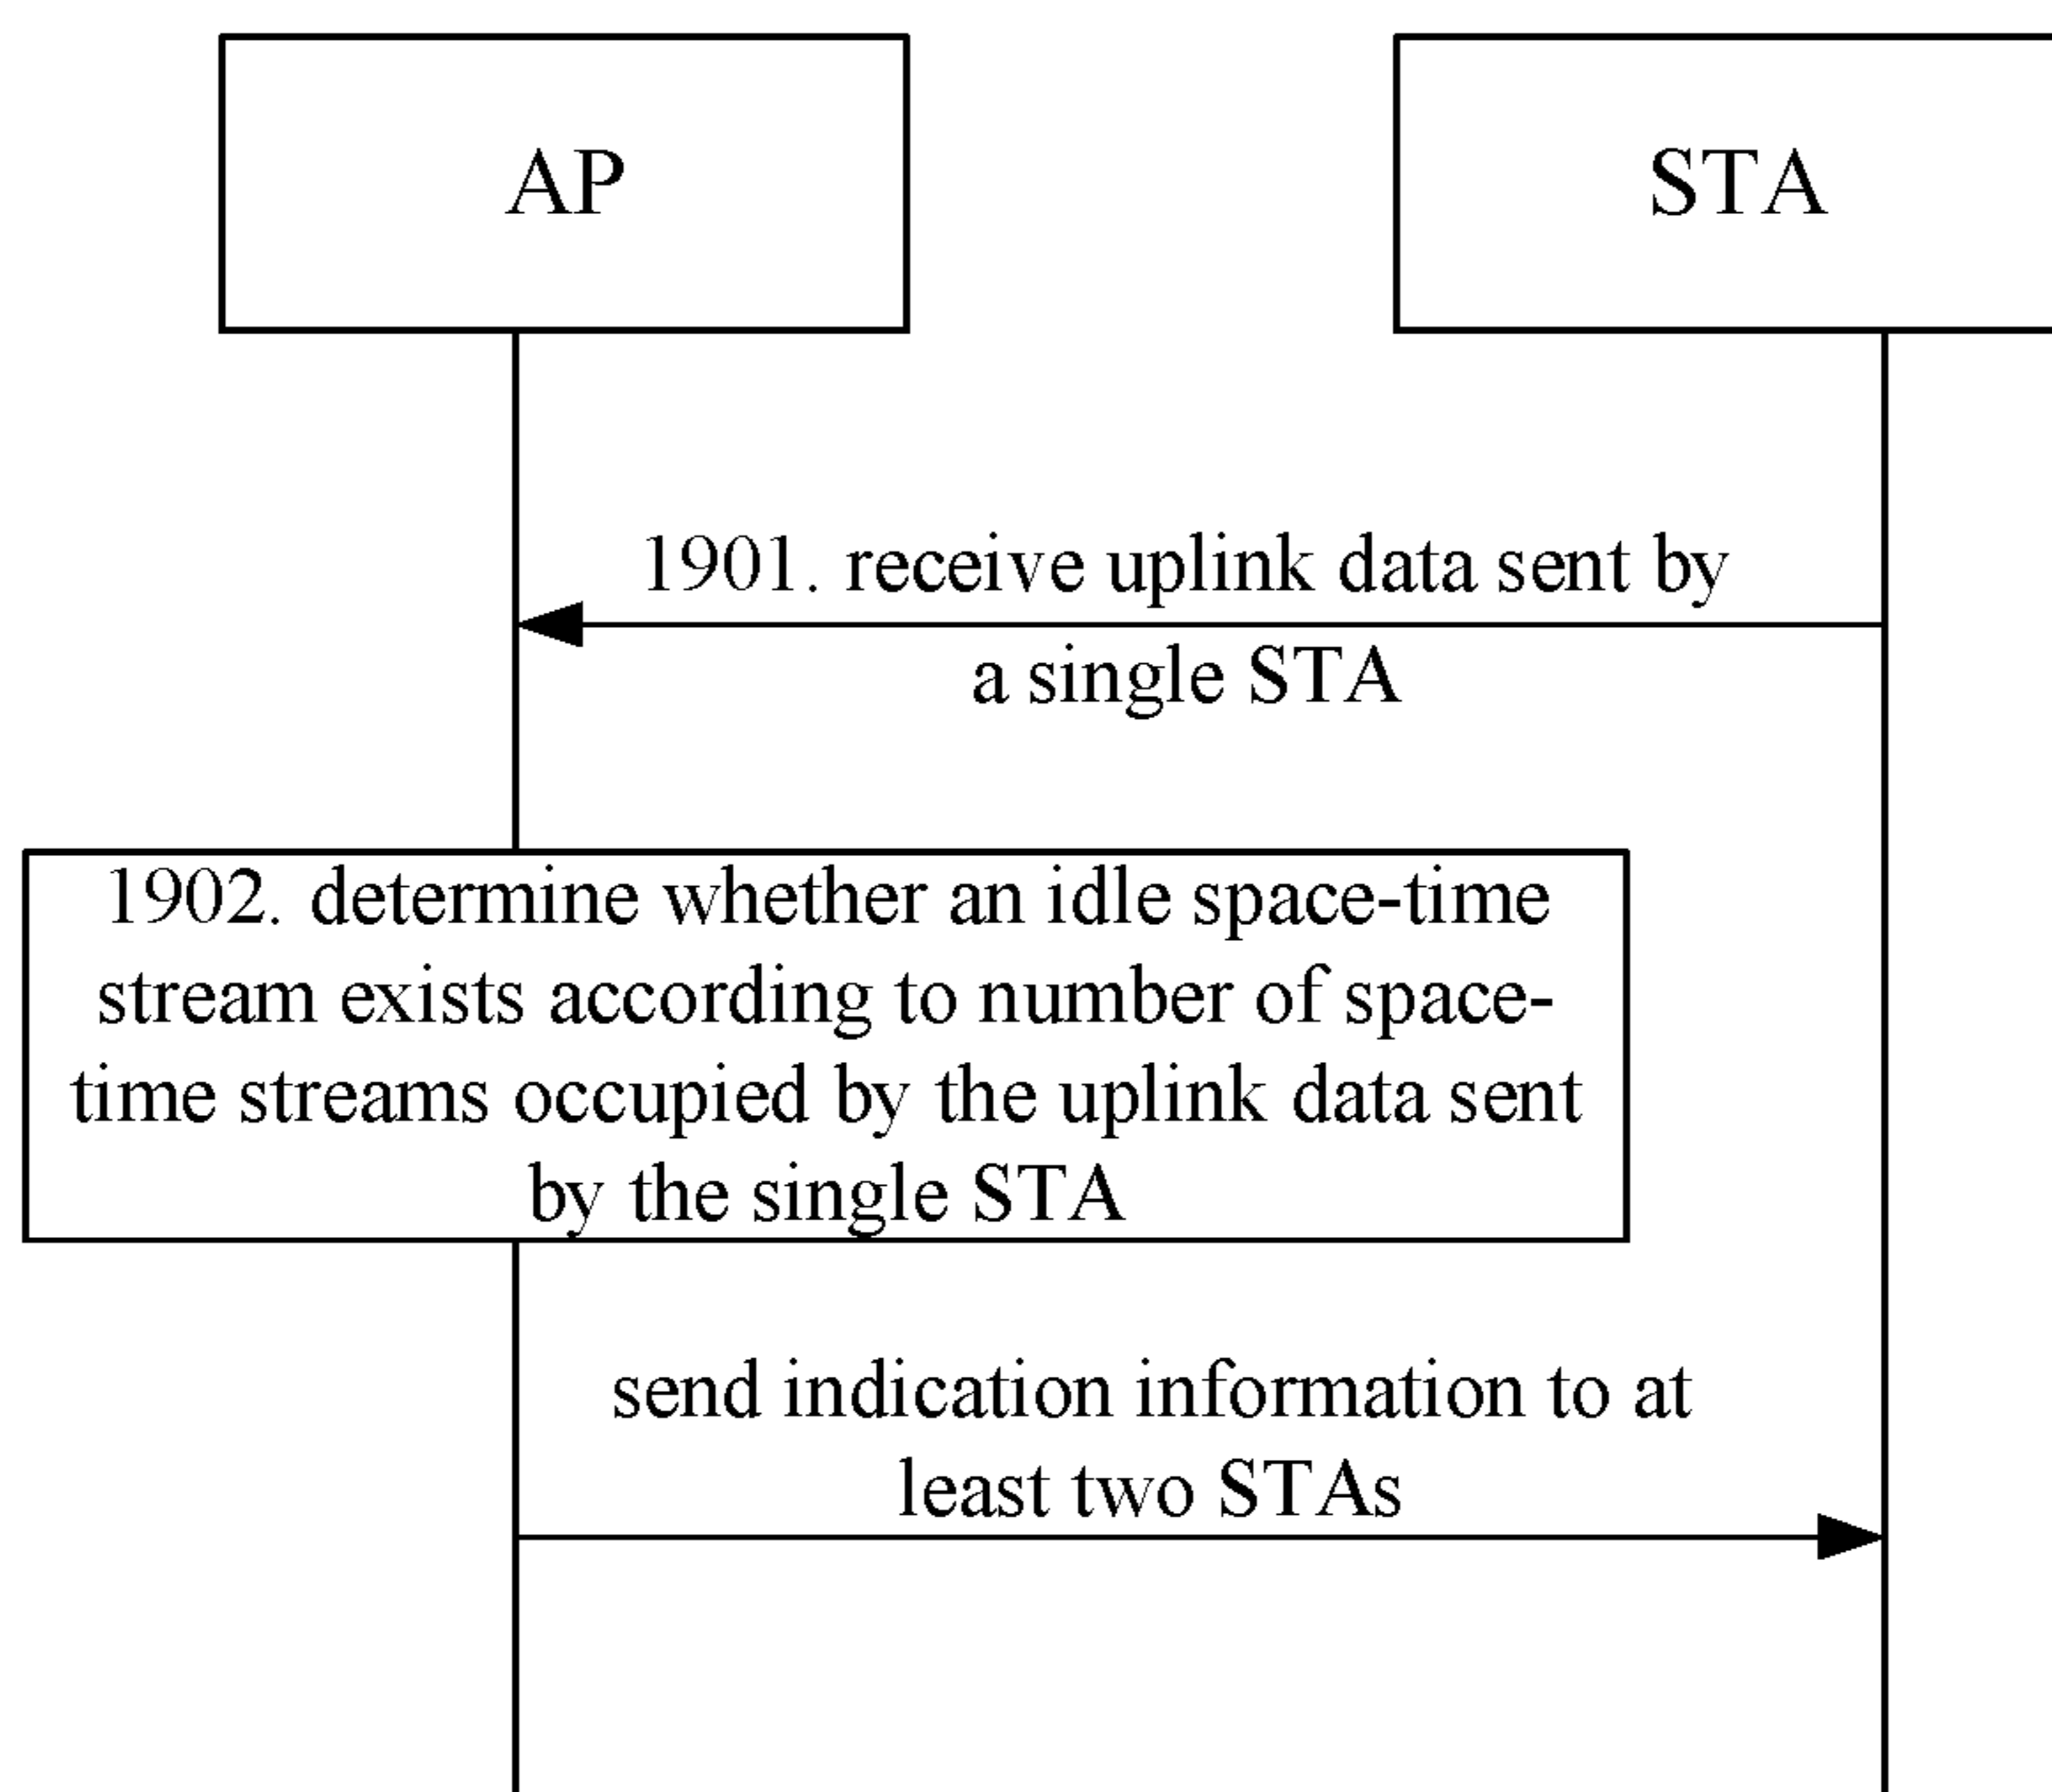 AP
STA
1901. receive uplink data sent by
a single STA
1902. determine whether an idle space-time
stream exists according to number of space-
time streams occupied by the uplink data sent
by the single STA
send indication information to at
least two STAs